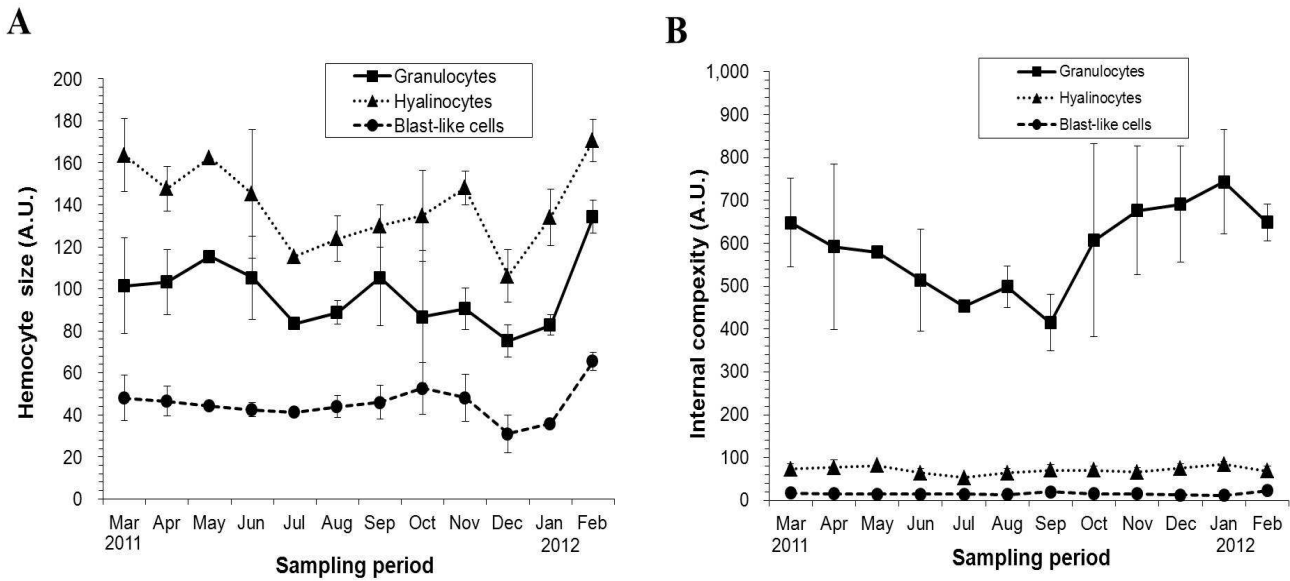 A
Hemocyte size (A.U.)
200
180
160
140
120
100
80
60
40
20
0
Granulocytes
Hyalinocytes
Blast-like cells
Mar Apr May Jun Jul Aug Sep Oct Nov Dec Jan Feb
2011 2012
Sampling period
B
Internal compexity (A.U.)
1,000
900
800
700
600
500
400
300
200
100
0
Granulocytes
Hyalinocytes
Blast-like cells
Mar Apr May Jun Jul Aug Sep Oct Nov Dec Jan Feb
2011 2012
Sampling period